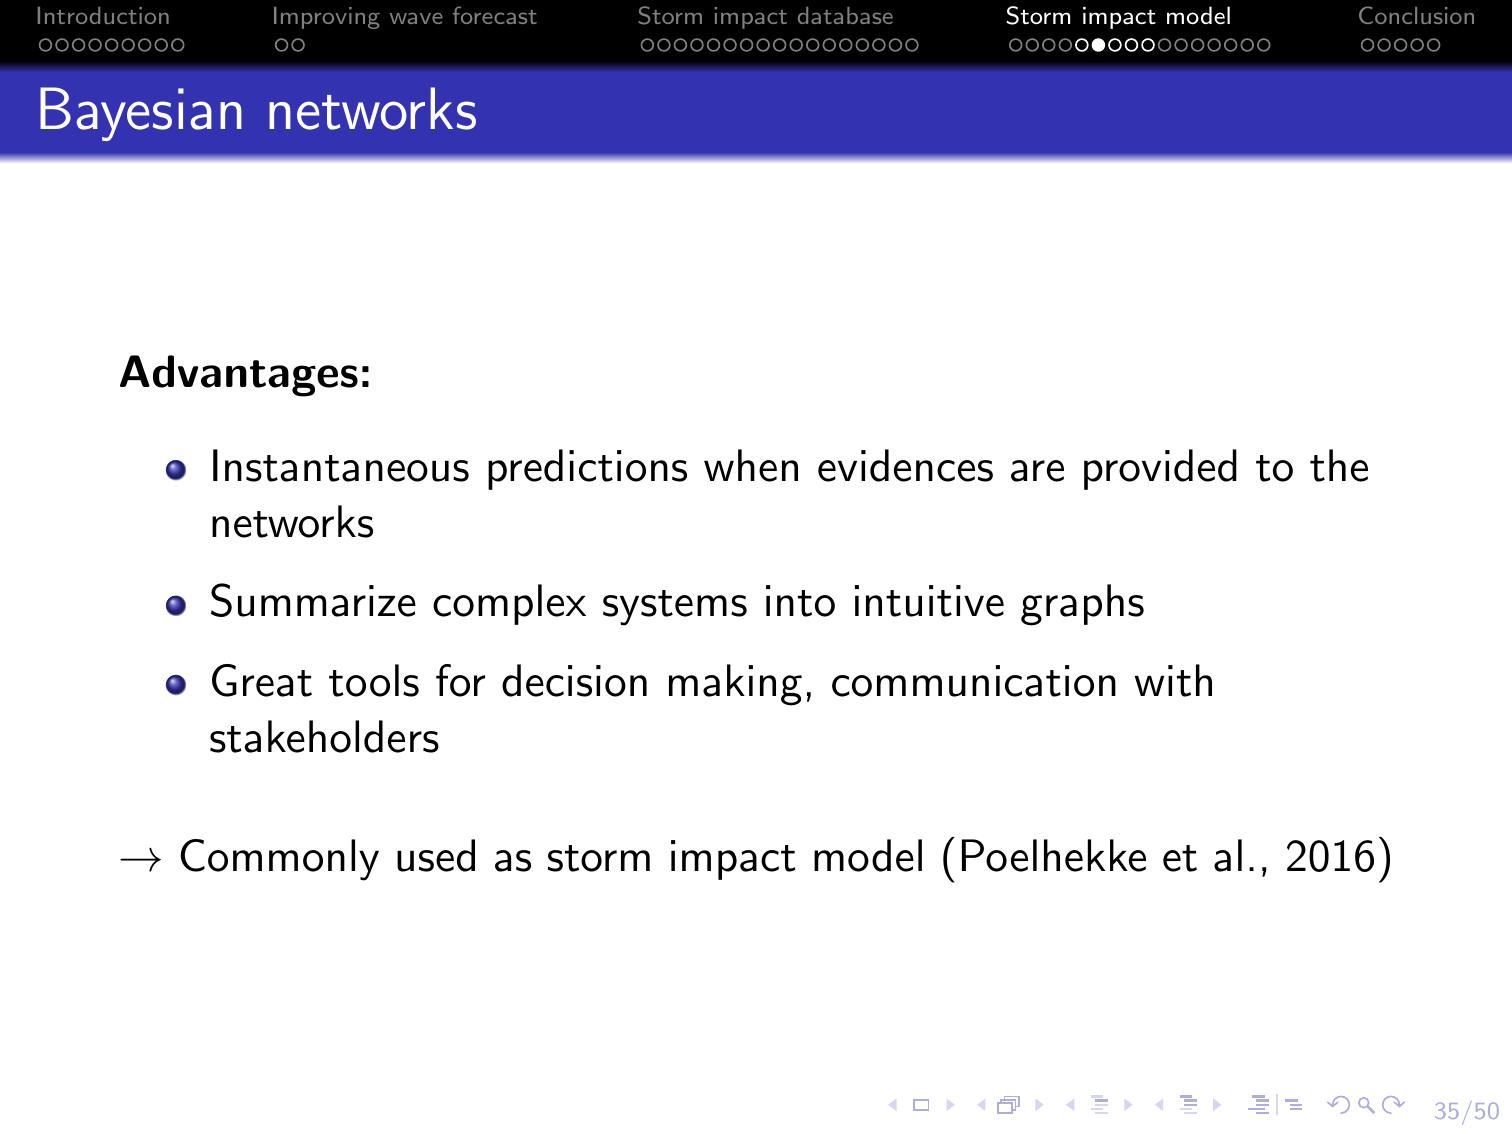 Introduction Improving wave forecast Storm impact database Storm impact model Conclusion
Bayesian networks
Advantages:
Instantaneous predictions when evidences are provided to the
networks
Summarize complex systems into intuitive graphs
Great tools for decision making, communication with
stakeholders
→ Commonly used as storm impact model (Poelhekke et al., 2016)
35/50